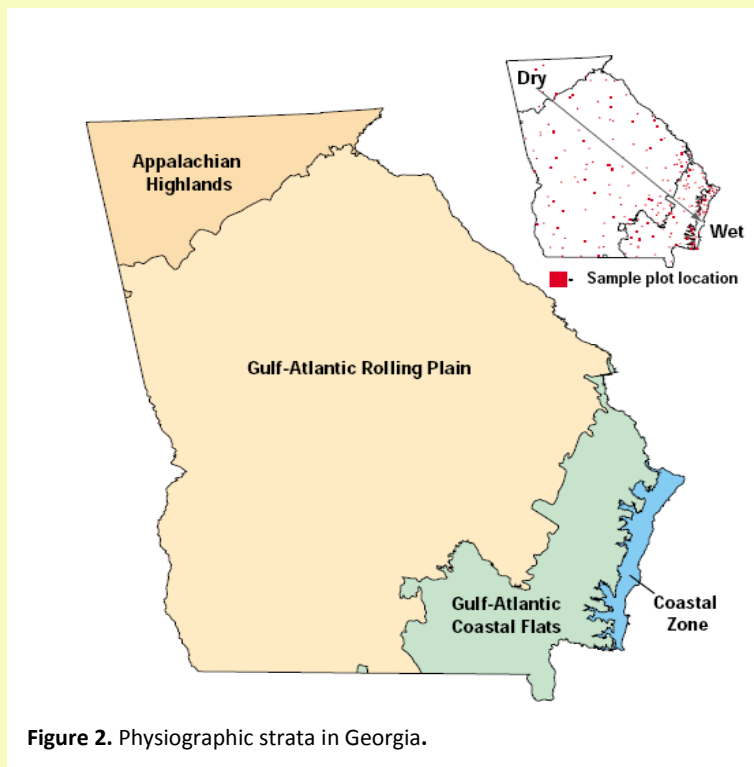 Dry
Wet
- Sample plot location
Appalachian
Highlands
Gulf-Atlantic Rolling Plain
Gulf-Atlantic
Coastal Flats
Coastal
Zone
Figure 2. Physiographic strata in Georgia.